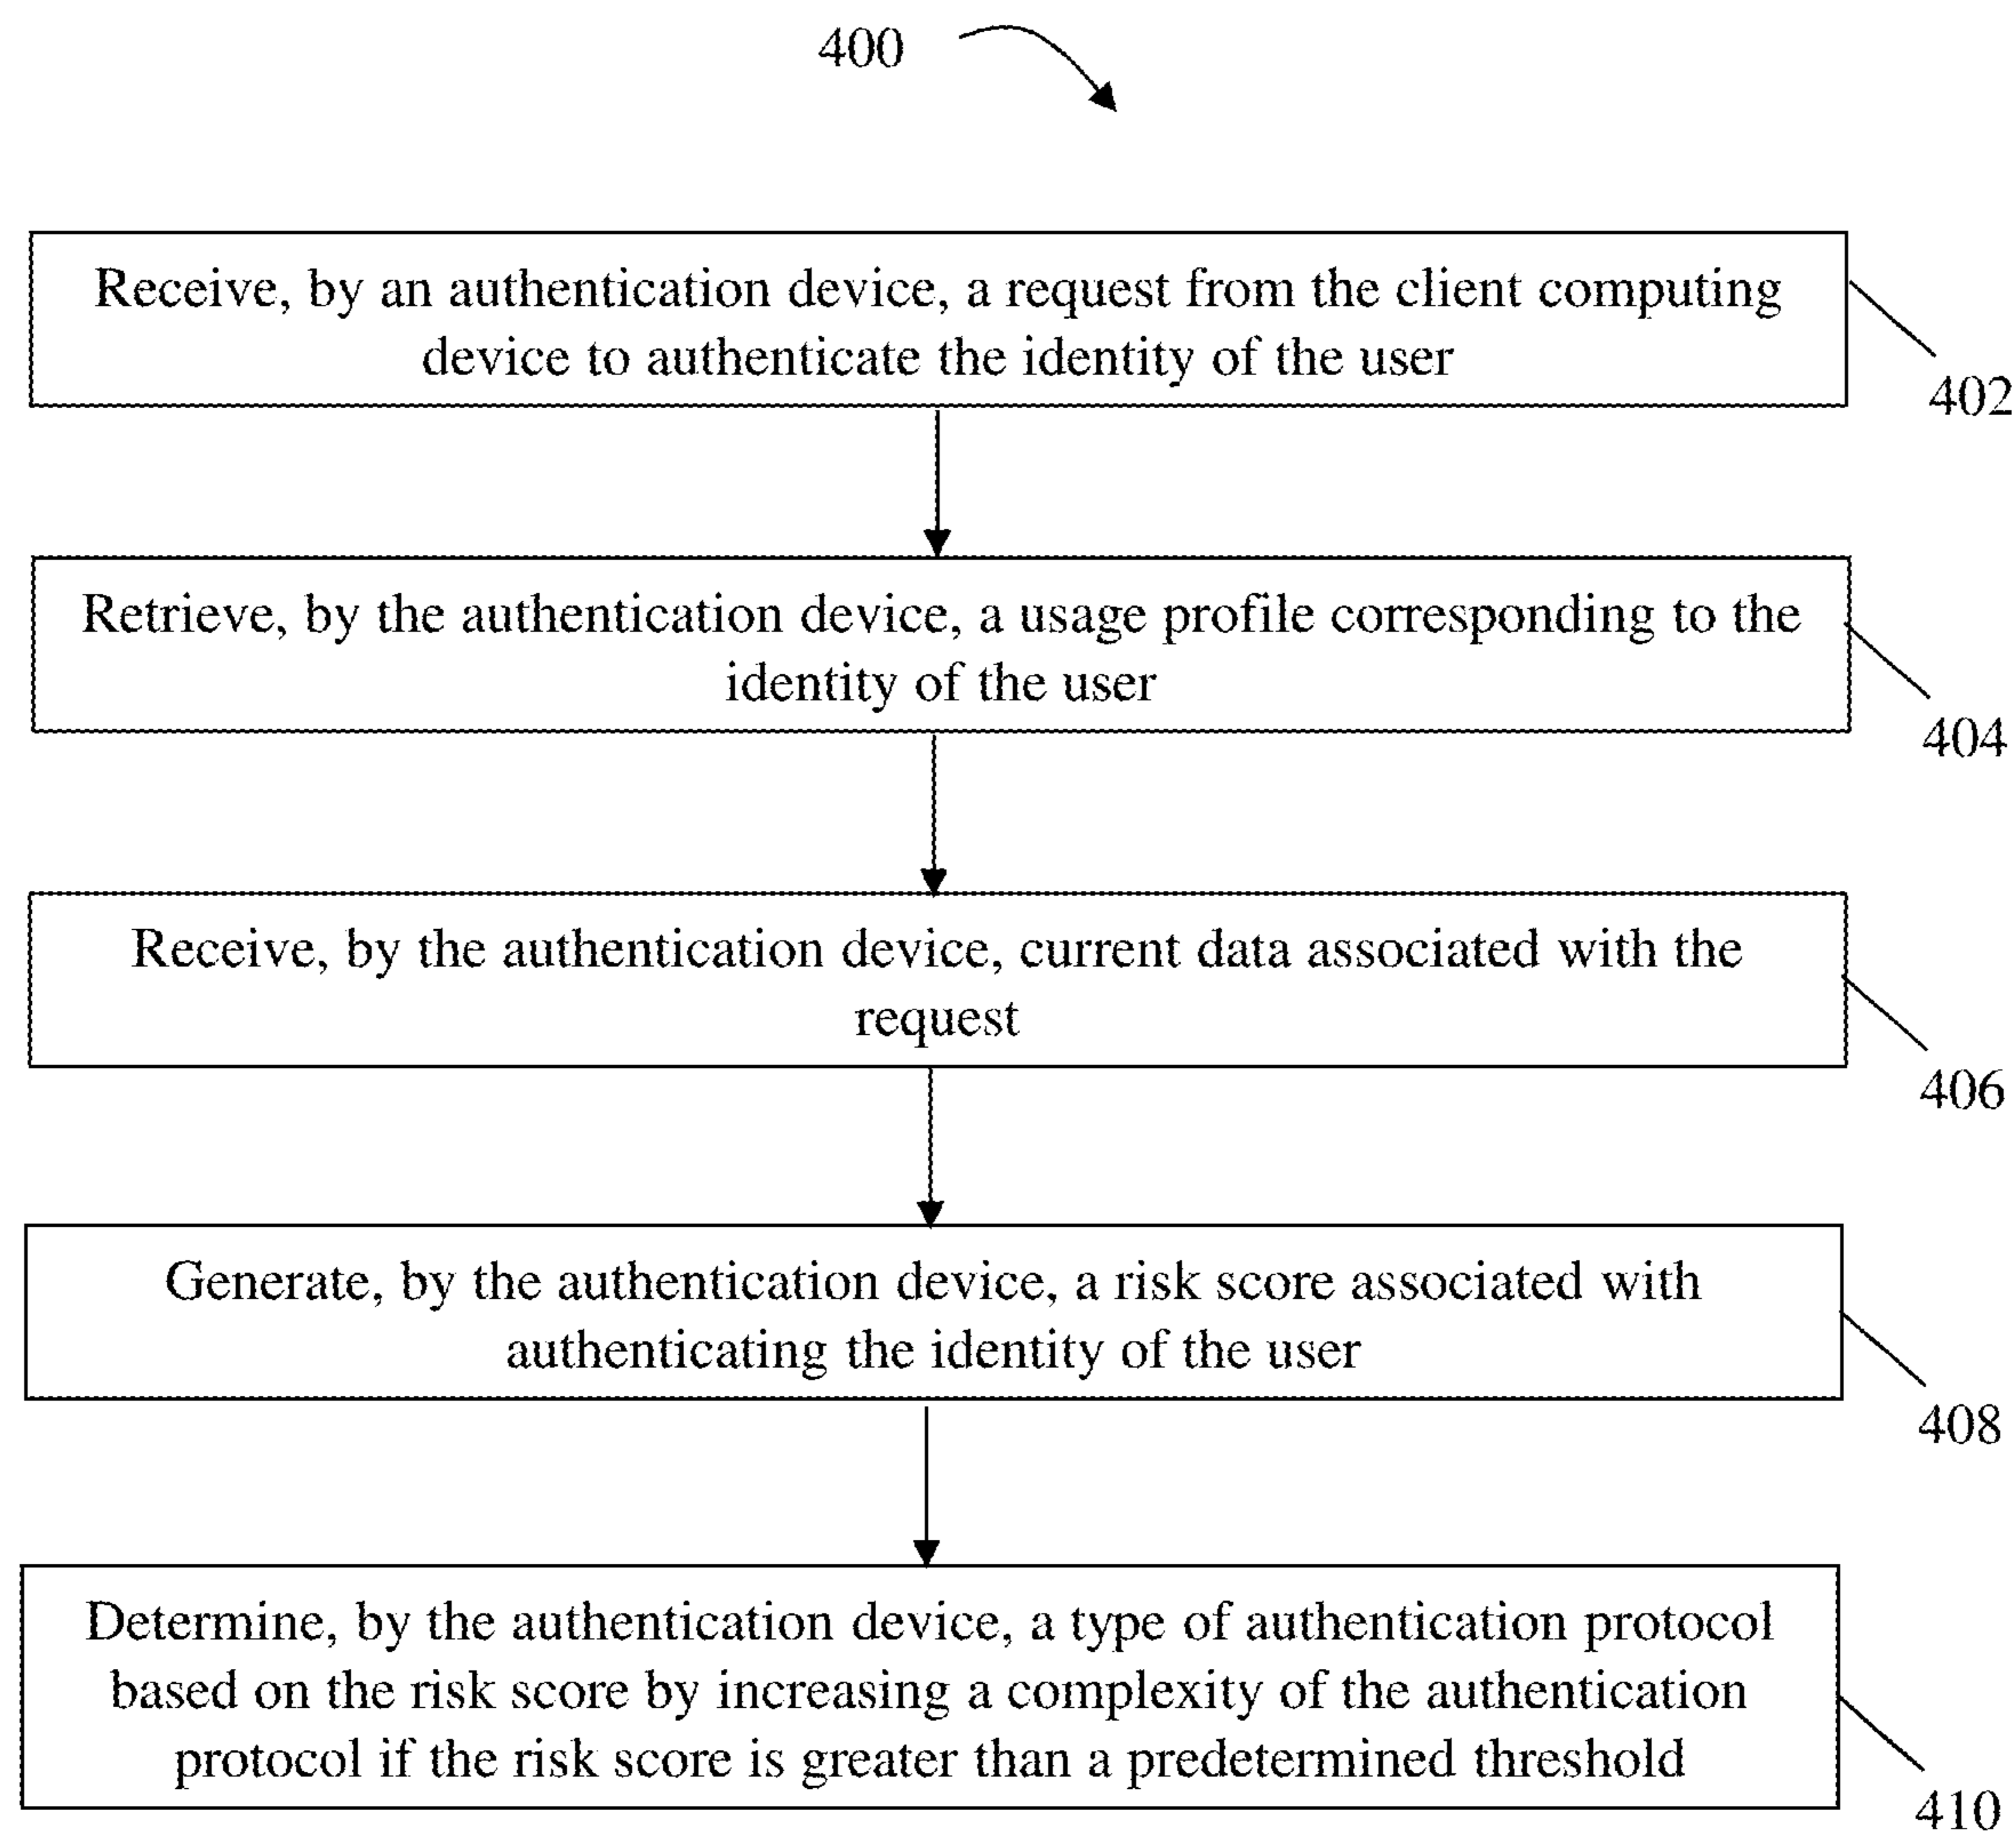 400
Receive, by an authentication device, a request from the client computing
device to authenticate the identity of the user
402
Retrieve, by the authentication device, a usage profile corresponding to the
identity of the user
404
Receive, by the authentication device, current data associated with the
request
406
Generate, by the authentication device, a risk score associated with
authenticating the identity of the user
408
Determine, by the authentication device, a type of authentication protocol
based on the risk score by increasing a complexity of the authentication
protocol if the risk score is greater than a predetermined threshold
410